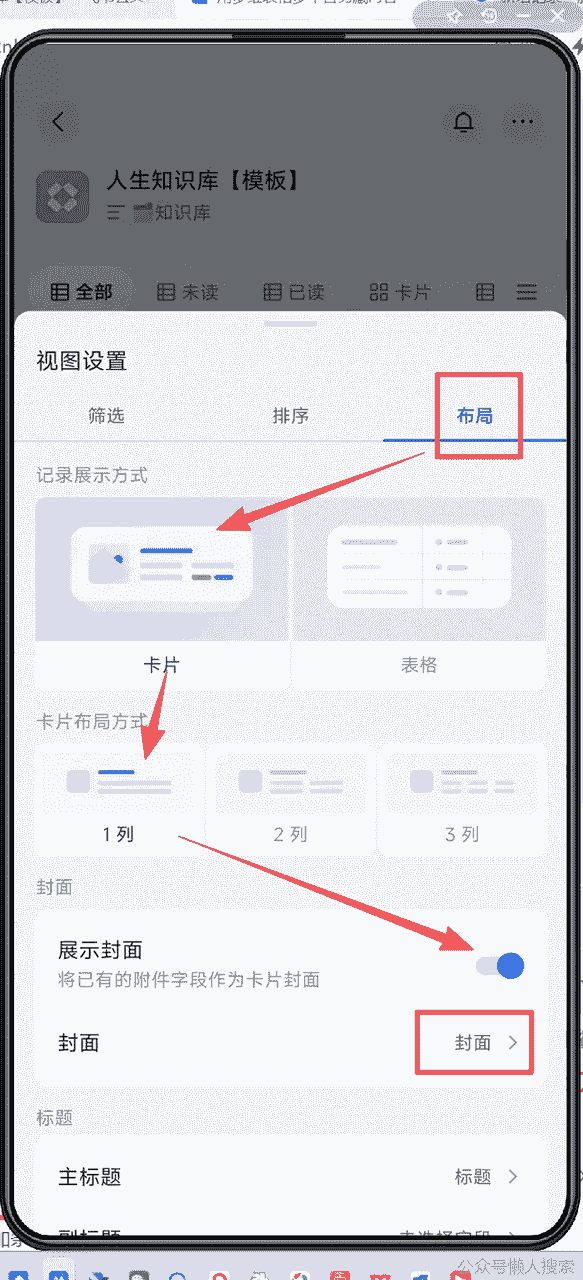 人生知识库【模板】
知识库
全部 未读 已读 卡片
视图设置
筛选 排序 布局
记录展示方式
卡片 表格
卡片布局方式
1 列 2 列 3 列
封面
展示封面
将已有的附件字段作为卡片封面
封面 封面
标题
主标题 标题
公众号懒人搜索